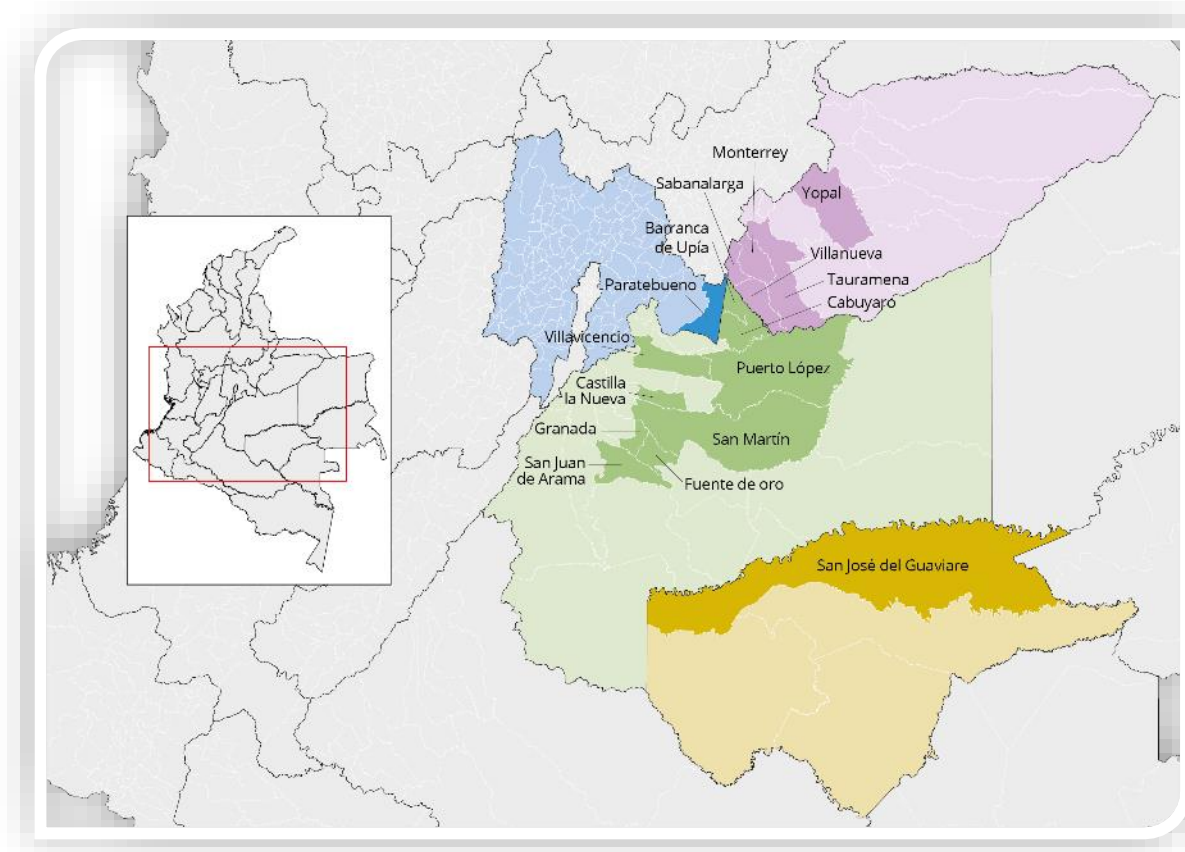 Monterrey
Sabanalarga
Yopal
Barranca
de Upía
Villanueva
Tauramena
Paratebueno
Cabuyaro
Villavicencio
Puerto López
Castilla
la Nueva
Granada
San Martín
San Juan
de Arama
Fuente de oro
San José del Guaviare